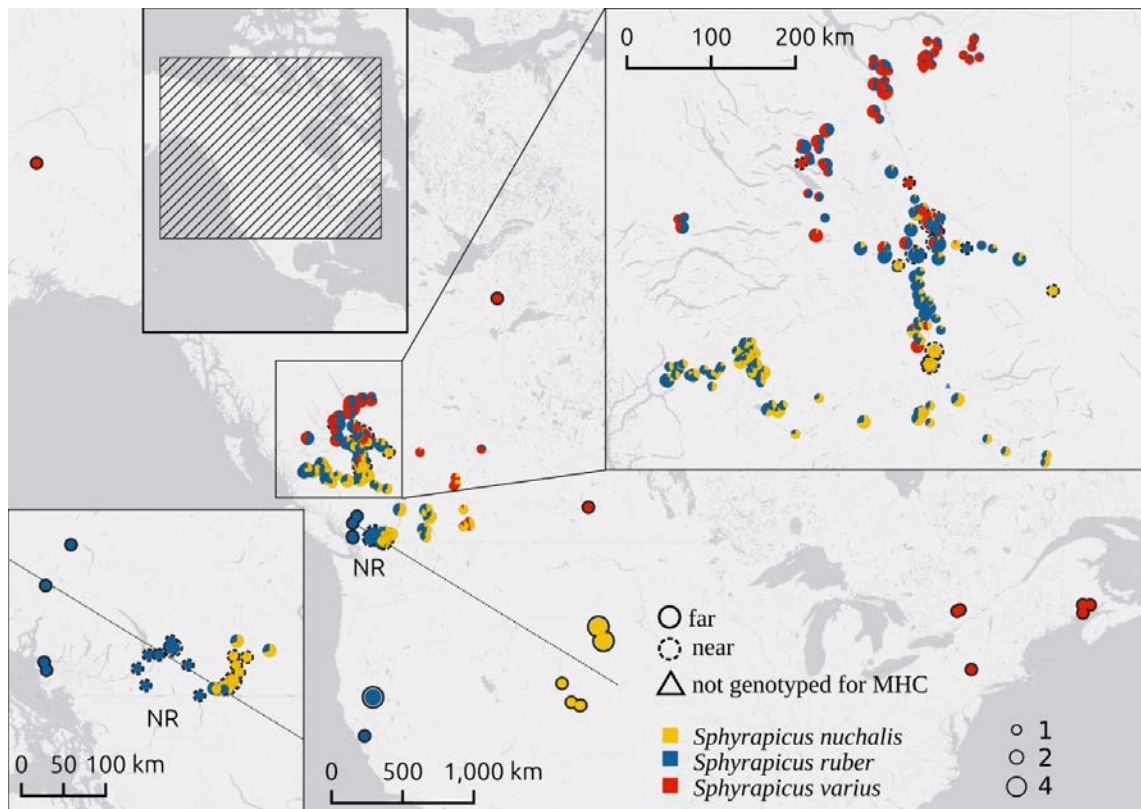 0 100 200 km
NR
NR
0 50 100 km
0 500 1,000 km
far
near
not genotyped for MHC
Sphyrapicus nuchalis
Sphyrapicus ruber
Sphyrapicus varius
1
2
4